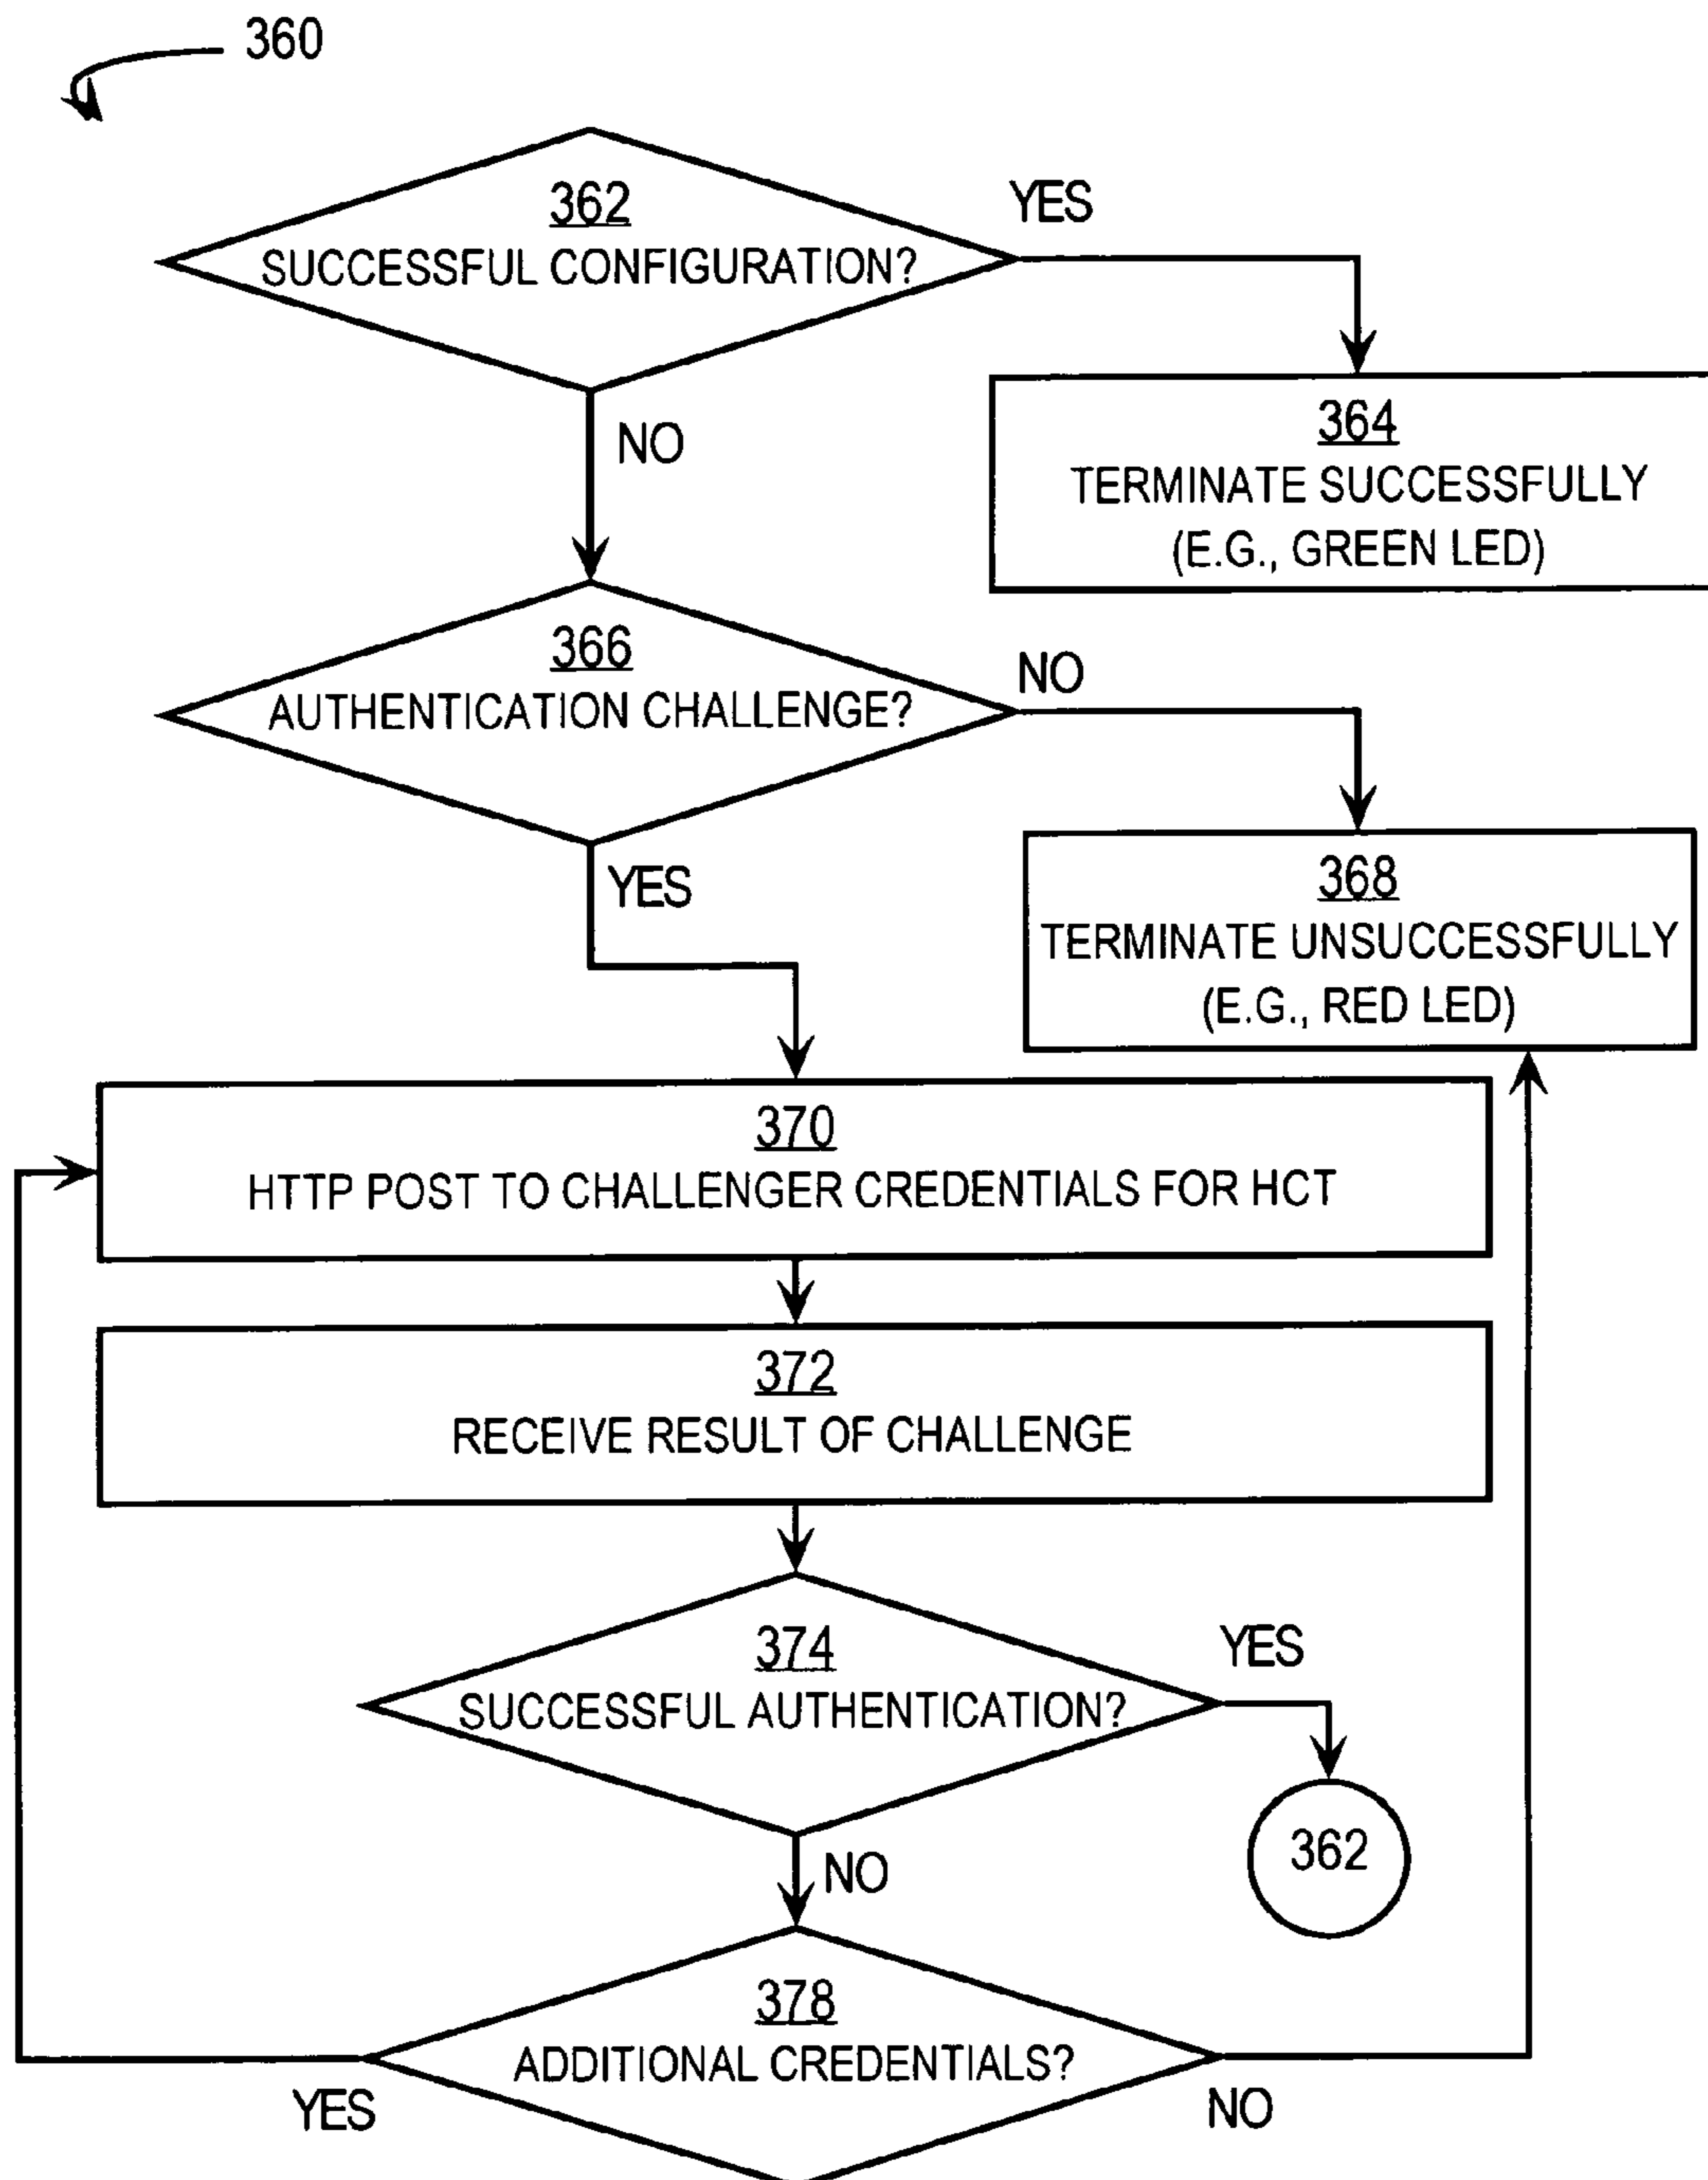 360
362
SUCCESSFUL CONFIGURATION?
YES
NO
364
TERMINATE SUCCESSFULLY
(E.G., GREEN LED)
366
AUTHENTICATION CHALLENGE?
NO
YES
368
TERMINATE UNSUCCESSFULLY
(E.G., RED LED)
370
HTTP POST TO CHALLENGER CREDENTIALS FOR HCT
372
RECEIVE RESULT OF CHALLENGE
374
SUCCESSFUL AUTHENTICATION?
YES
362
NO
378
ADDITIONAL CREDENTIALS?
YES
NO